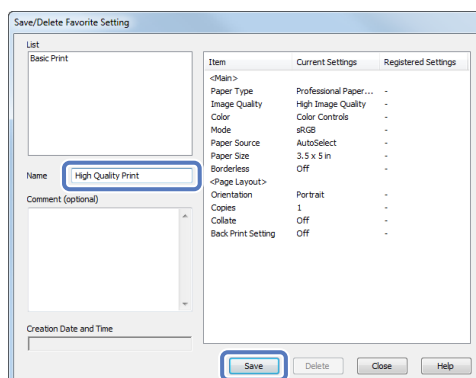 Save/Delete Favorite Setting
List
Basic Print
Name High Quality Print
Comment (optional)
Creation Date and Time
Item Current Settings Registered Settings
<Main>
Paper Type Professional Paper... -
Image Quality High Image Quality -
Color Color Controls -
Mode sRGB -
Paper Source AutoSelect -
Paper Size 3.5 x 5 in -
Borderless Off -
<Page Layout>
Orientation Portrait -
Copies 1 -
Collate Off -
Back Print Setting Off -
Save Delete Close Help